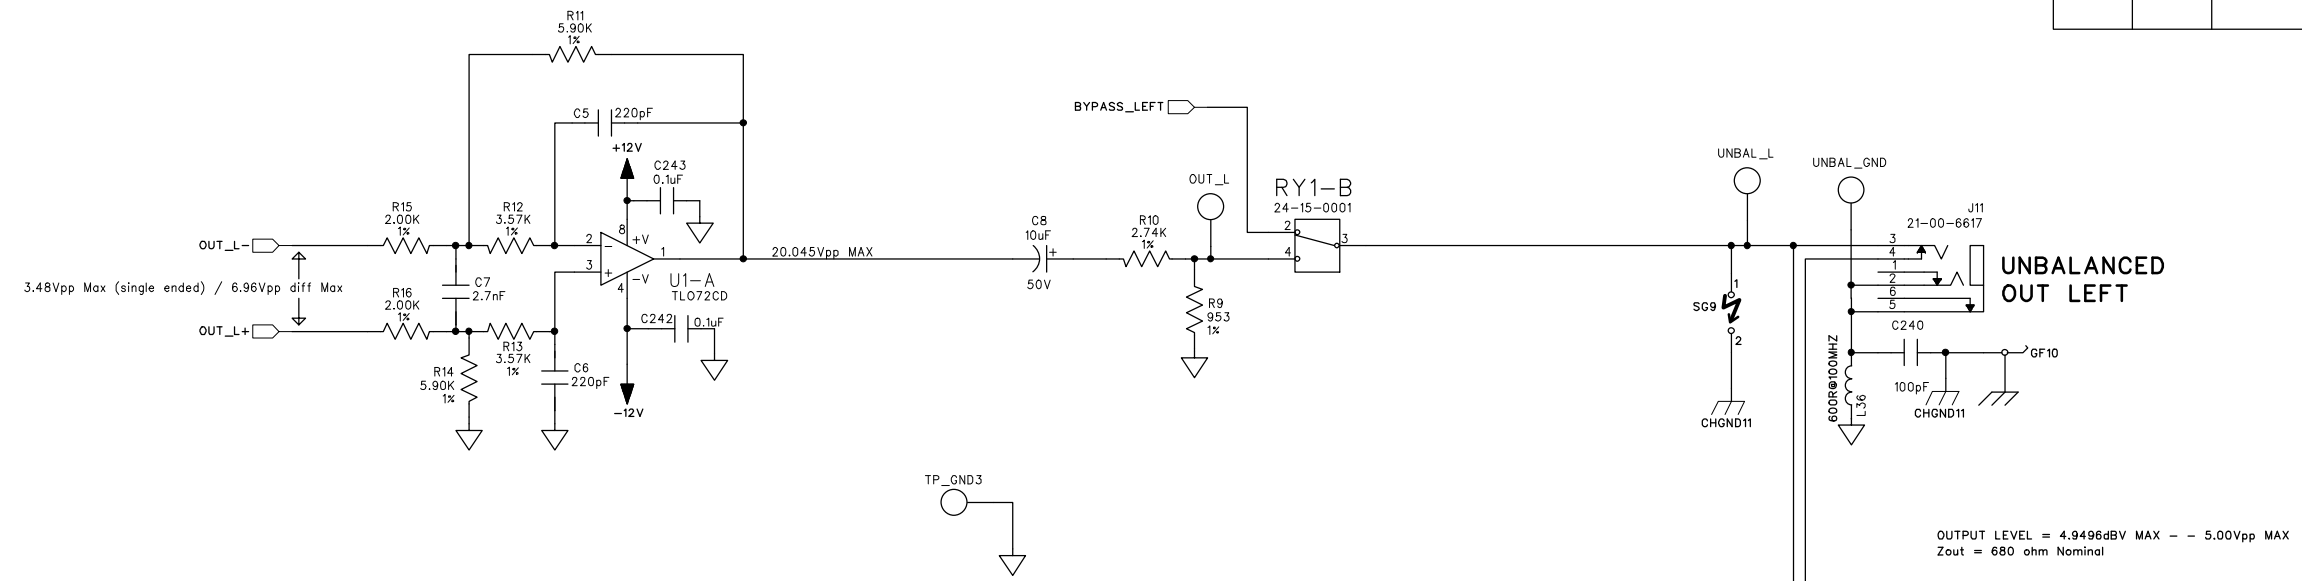 R11
5.90K
1%
C5
220pF
+12V
C243
0.1uF
R15
2.00K
1%
R12
3.57K
1%
OUT_L-
2
8
+V
-
3
+
-V
4
1
U1-A
TL072CD
20.045Vpp MAX
3.48Vpp Max (single ended) / 6.96Vpp diff Max
C7
2.7nF
R16
2.00K
1%
OUT_L+
R13
3.57K
1%
C242
0.1uF
R14
5.90K
1%
C6
220pF
-12V
BYPASS_LEFT
OUT_L
RY1-B
24-15-0001
2
4
3
C8
10uF
+
50V
R10
2.74K
1%
R9
953
1%
TP_GND3
UNBAL_L
UNBAL_GND
J11
21-00-6617
3
4
1
2
6
5
UNBALANCED
OUT LEFT
SG9
1
2
CHGND11
C240
100pF
GF10
CHGND11
600R@100MHZ
L36
OUTPUT LEVEL = 4.9496dBV MAX - - 5.00Vpp MAX
Zout = 680 ohm Nominal